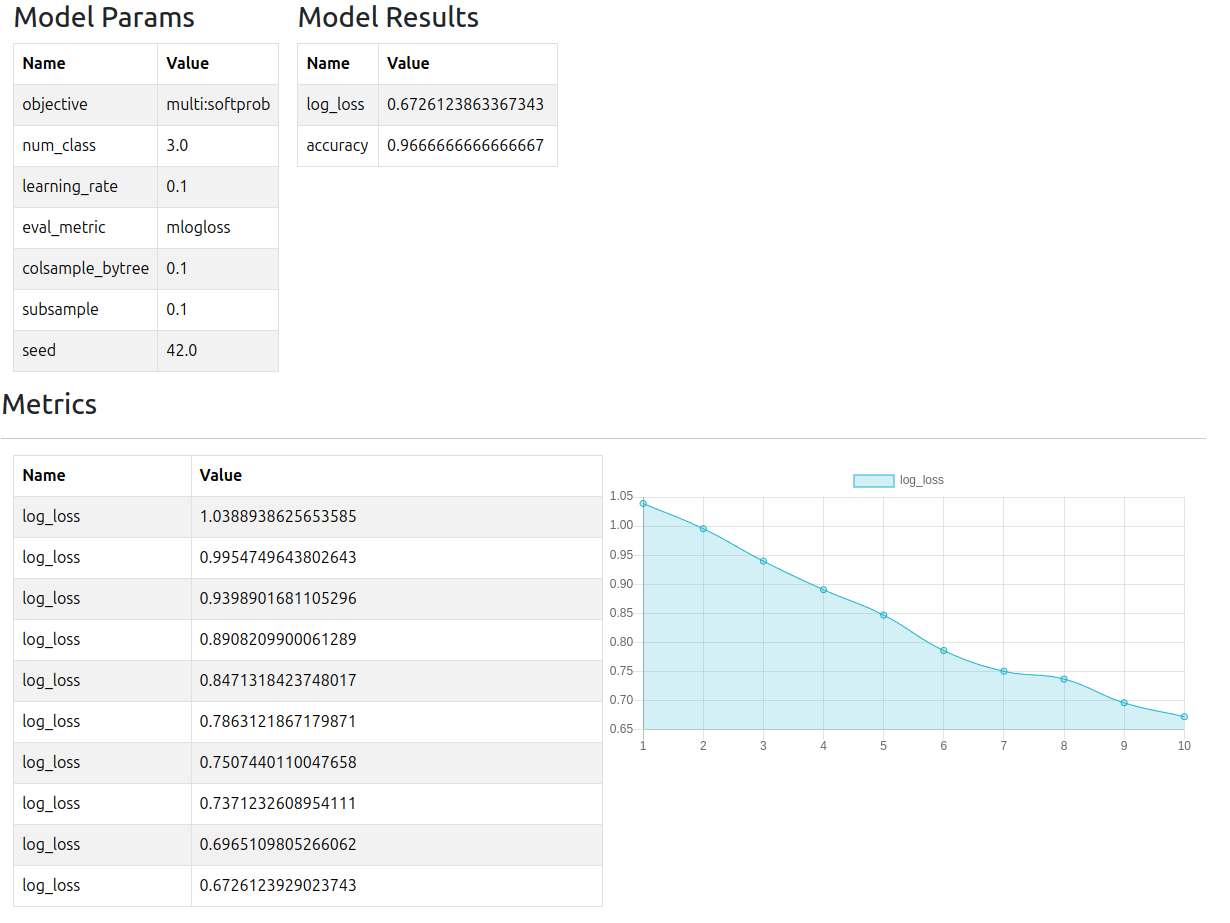 Model Params
Name Value
objective multi:softprob
num_class 3.0
learning_rate 0.1
eval_metric mlogloss
colsample_bytree 0.1
subsample 0.1
seed 42.0
Model Results
Name Value
log_loss 0.6726123863367343
accuracy 0.9666666666666667
Metrics
Name Value
log_loss 1.0388938625653585
log_loss 0.9954749643802643
log_loss 0.9398901681105296
log_loss 0.8908209900061289
log_loss 0.8471318423748017
log_loss 0.7863121867179871
log_loss 0.7507440110047658
log_loss 0.7371232608954111
log_loss 0.6965109805266062
log_loss 0.6726123929023743
log_loss
1.05
1.00
0.95
0.90
0.85
0.80
0.75
0.70
0.65
1 2 3 4 5 6 7 8 9 10